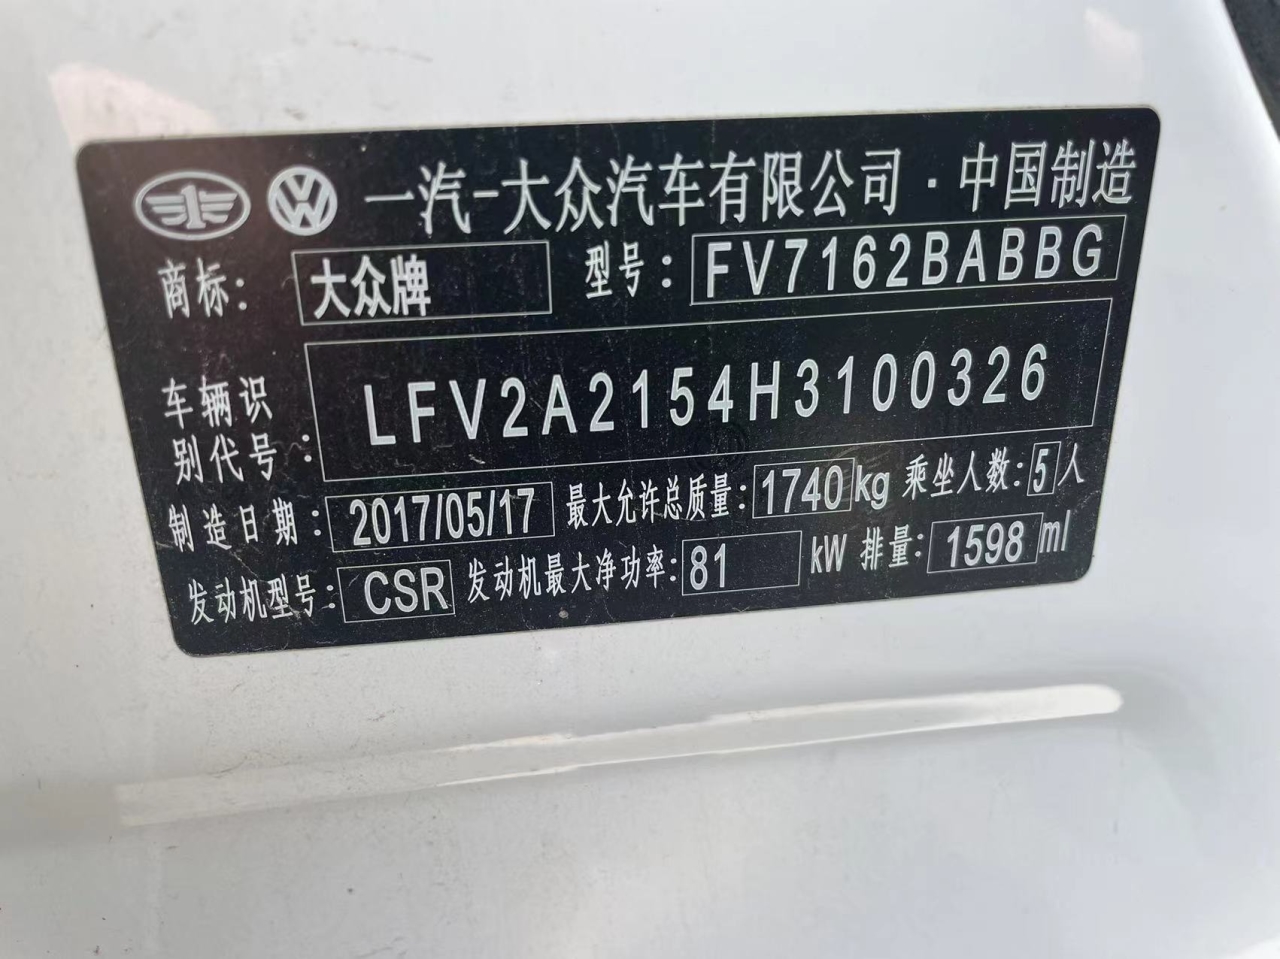 一汽-大众汽车有限公司·中国制造
商标: 大众牌 型号: FV7162BABBG
车辆识别代号: LFV2A2154H3100326
制造日期: 2017/05/17 最大允许总质量: 1740 kg 乘坐人数: 5 人
发动机型号: CSR 发动机最大净功率: 81 kW 排量: 1598 ml